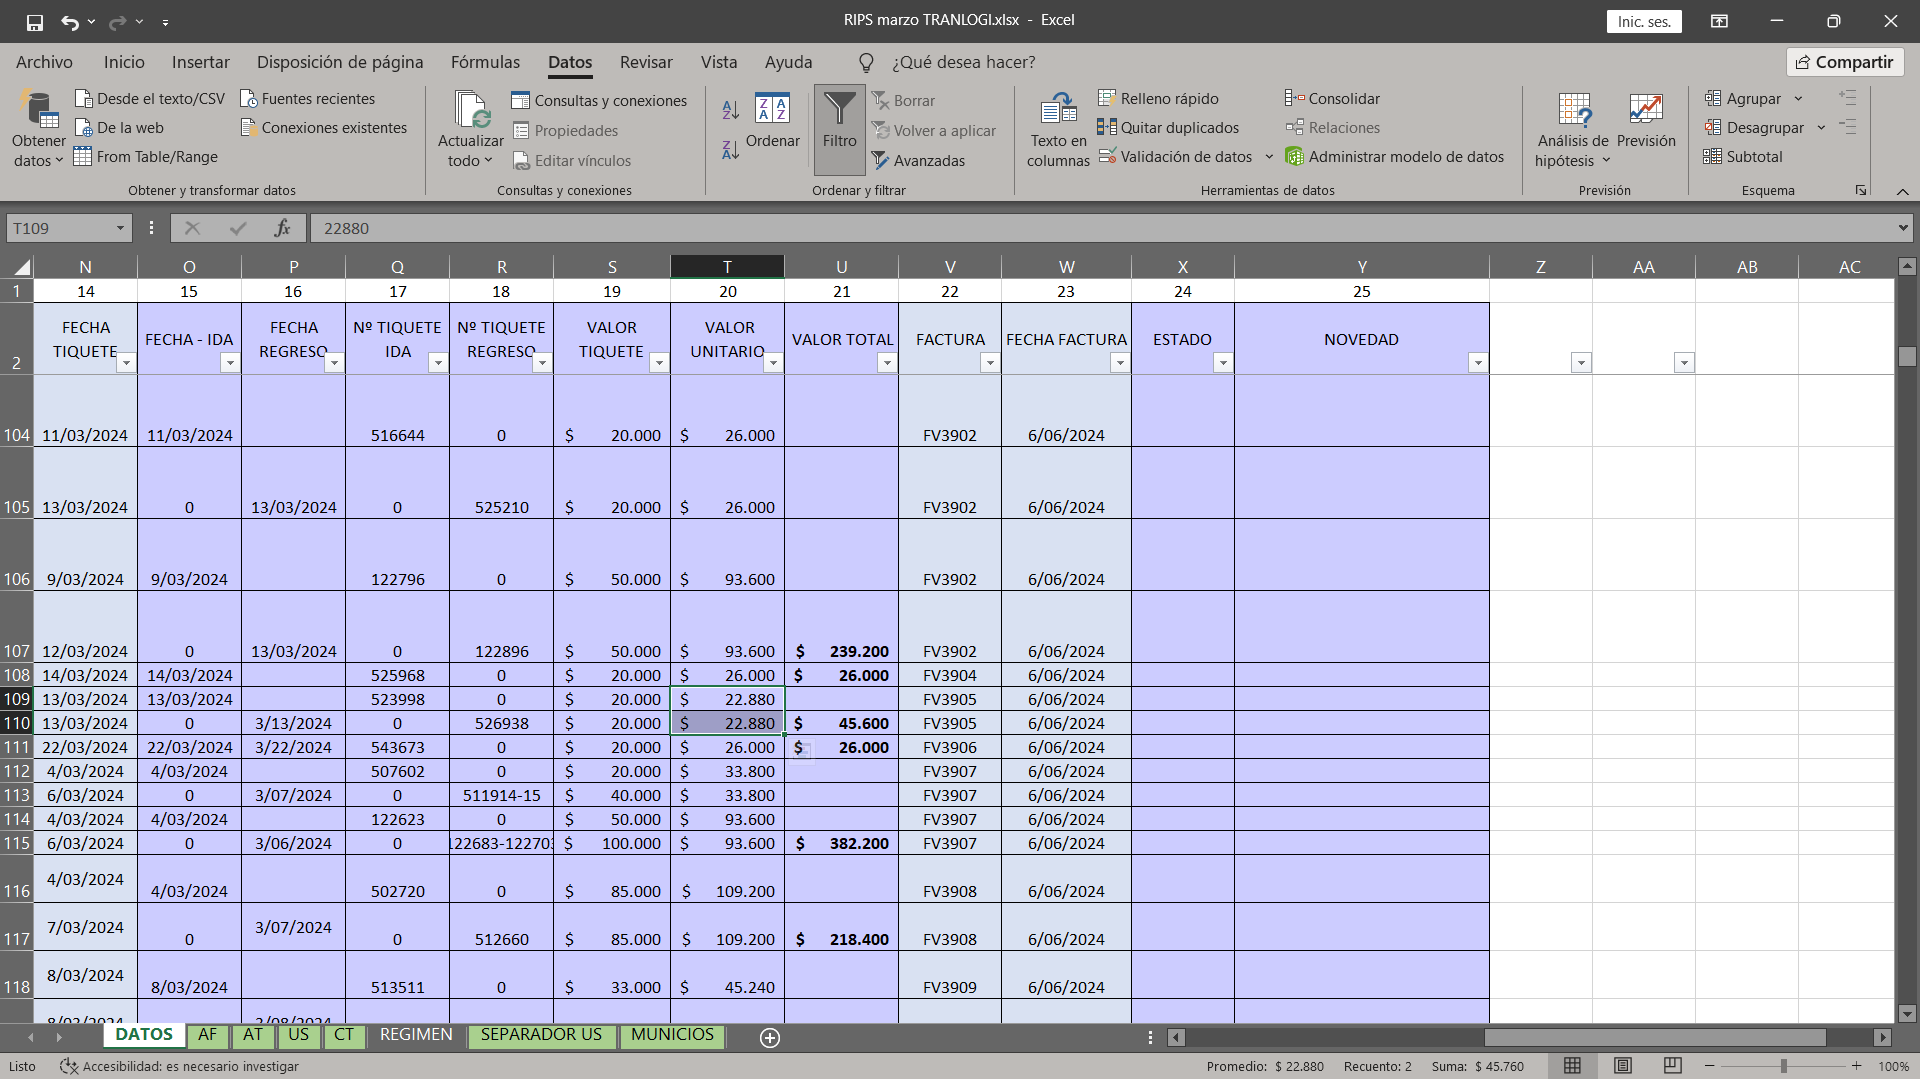 RIPS marzo TRANLOGI.xlsx - Excel
Inic. ses.
Archivo Inicio Insertar Disposición de página Fórmulas Datos Revisar Vista Ayuda ¿Qué desea hacer? Compartir
Obtener datos
Desde el texto/CSV
De la web
From Table/Range
Fuentes recientes
Conexiones existentes
Obtener y transformar datos
Actualizar todo
Consultas y conexiones
Propiedades
Editar vínculos
Consultas y conexiones
Ordenar
Filtro
Borrar
Volver a aplicar
Avanzadas
Ordenar y filtrar
Texto en columnas
Relleno rápido
Quitar duplicados
Validación de datos
Consolidar
Relaciones
Administrar modelo de datos
Herramientas de datos
Análisis de hipótesis
Previsión
Previsión
Agrupar
Desagrupar
Subtotal
Esquema
T109 fx 22880
N O P Q R S T U V W X Y Z AA AB AC
1 14 15 16 17 18 19 20 21 22 23 24 25
2 FECHA TIQUETE FECHA - IDA FECHA REGRESO Nº TIQUETE IDA Nº TIQUETE REGRESO VALOR TIQUETE VALOR UNITARIO VALOR TOTAL FACTURA FECHA FACTURA ESTADO NOVEDAD
104 11/03/2024 11/03/2024 516644 0 $ 20.000 $ 26.000 FV3902 6/06/2024
105 13/03/2024 0 13/03/2024 0 525210 $ 20.000 $ 26.000 FV3902 6/06/2024
106 9/03/2024 9/03/2024 122796 0 $ 50.000 $ 93.600 FV3902 6/06/2024
107 12/03/2024 0 13/03/2024 0 122896 $ 50.000 $ 93.600 $ 239.200 FV3902 6/06/2024
108 14/03/2024 14/03/2024 525968 0 $ 20.000 $ 26.000 $ 26.000 FV3904 6/06/2024
109 13/03/2024 13/03/2024 523998 0 $ 20.000 $ 22.880 FV3905 6/06/2024
110 13/03/2024 0 3/13/2024 0 526938 $ 20.000 $ 22.880 $ 45.600 FV3905 6/06/2024
111 22/03/2024 22/03/2024 3/22/2024 543673 0 $ 20.000 $ 26.000 $ 26.000 FV3906 6/06/2024
112 4/03/2024 4/03/2024 507602 0 $ 20.000 $ 33.800 FV3907 6/06/2024
113 6/03/2024 0 3/07/2024 0 511914-15 $ 40.000 $ 33.800 FV3907 6/06/2024
114 4/03/2024 4/03/2024 122623 0 $ 50.000 $ 93.600 FV3907 6/06/2024
115 6/03/2024 0 3/06/2024 0 122683-122703 $ 100.000 $ 93.600 $ 382.200 FV3907 6/06/2024
116 4/03/2024 4/03/2024 502720 0 $ 85.000 $ 109.200 FV3908 6/06/2024
117 7/03/2024 0 3/07/2024 0 512660 $ 85.000 $ 109.200 $ 218.400 FV3908 6/06/2024
118 8/03/2024 8/03/2024 513511 0 $ 33.000 $ 45.240 FV3909 6/06/2024
DATOS AF AT US CT REGIMEN SEPARADOR US MUNICIOS
Listo Accesibilidad: es necesario investigar Promedio: $ 22.880 Recuento: 2 Suma: $ 45.760 100%